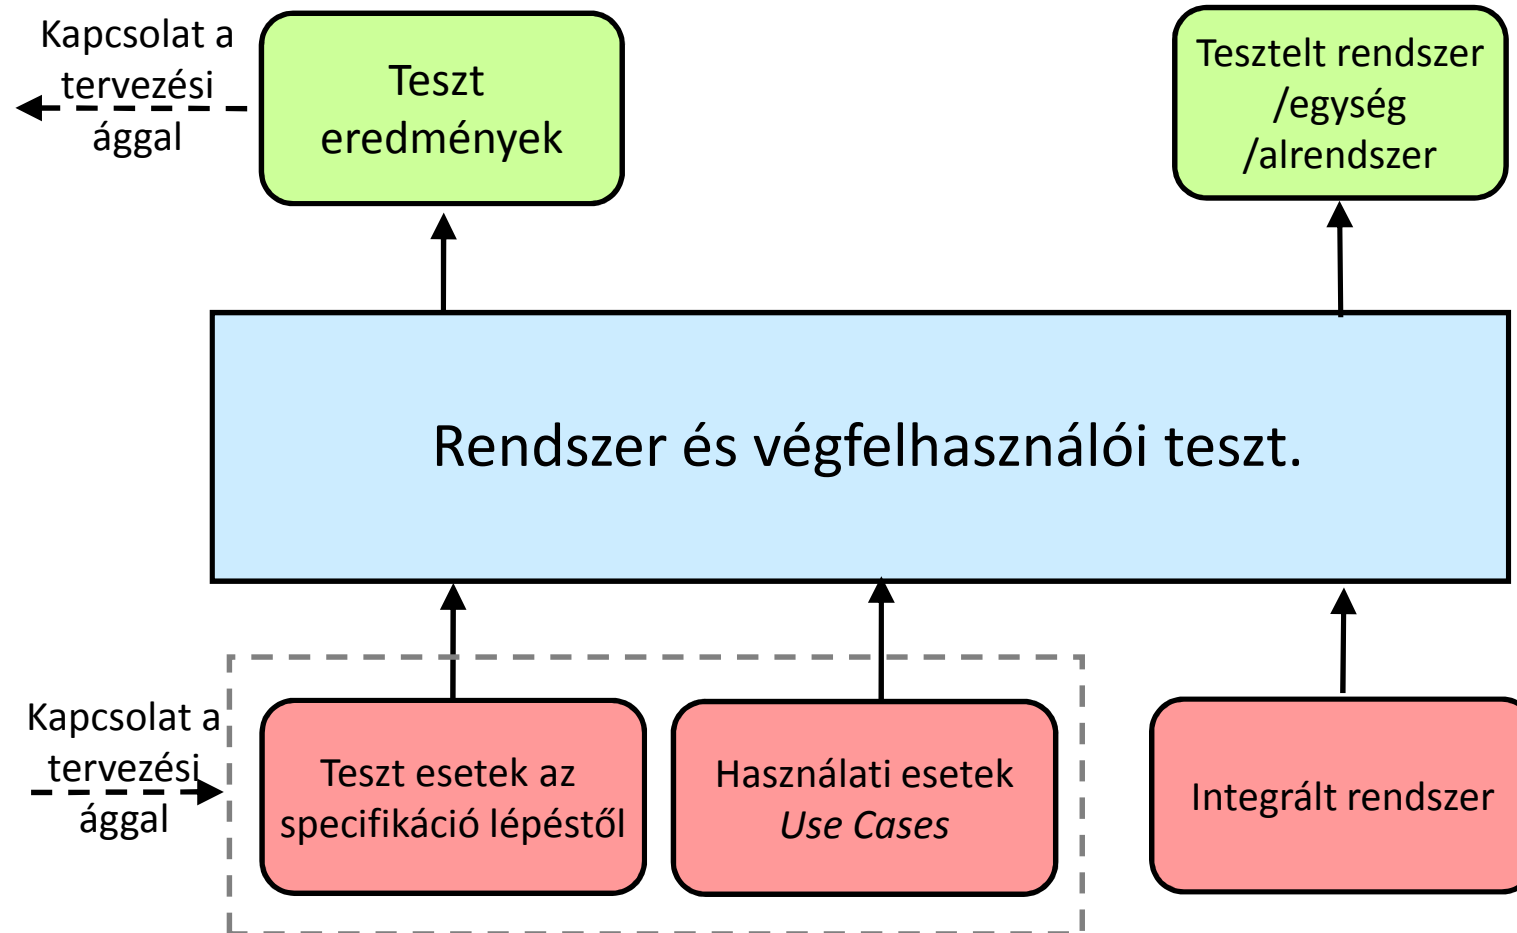 Kapcsolat a
tervezési
ággal
Teszt
eredmények
Tesztelt rendszer
/egység
/alrendszer
Rendszer és végfelhasználói teszt.
Kapcsolat a
tervezési
ággal
Teszt esetek az
specifikáció lépéstől
Használati esetek
Use Cases
Integrált rendszer